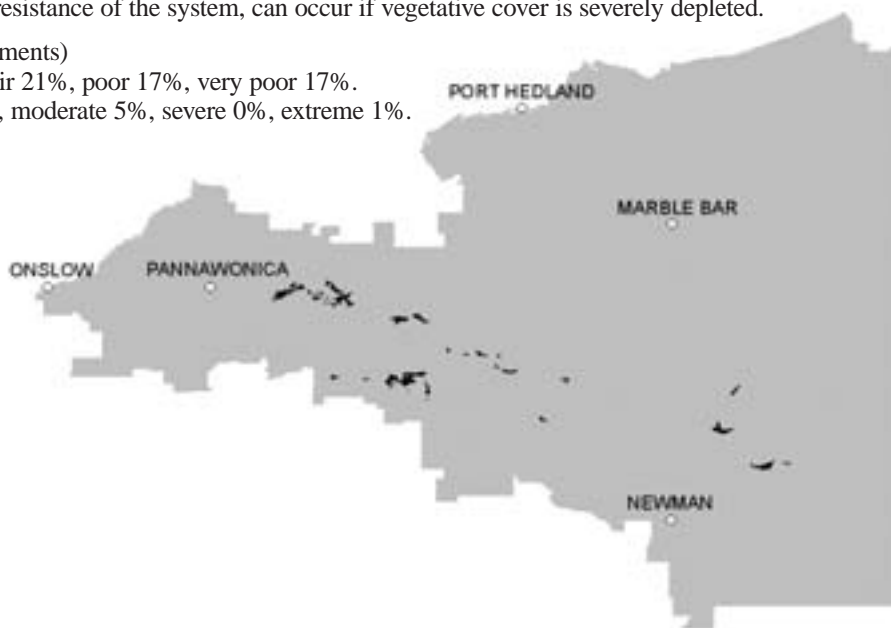 resistance of the system, can occur if vegetative cover is severely depleted.
ments)
ir 21%, poor 17%, very poor 17%.
, moderate 5%, severe 0%, extreme 1%.
PORT HEDLAND
MARBLE BAR
ONSLOW
PANNAWONICA
NEWMAN